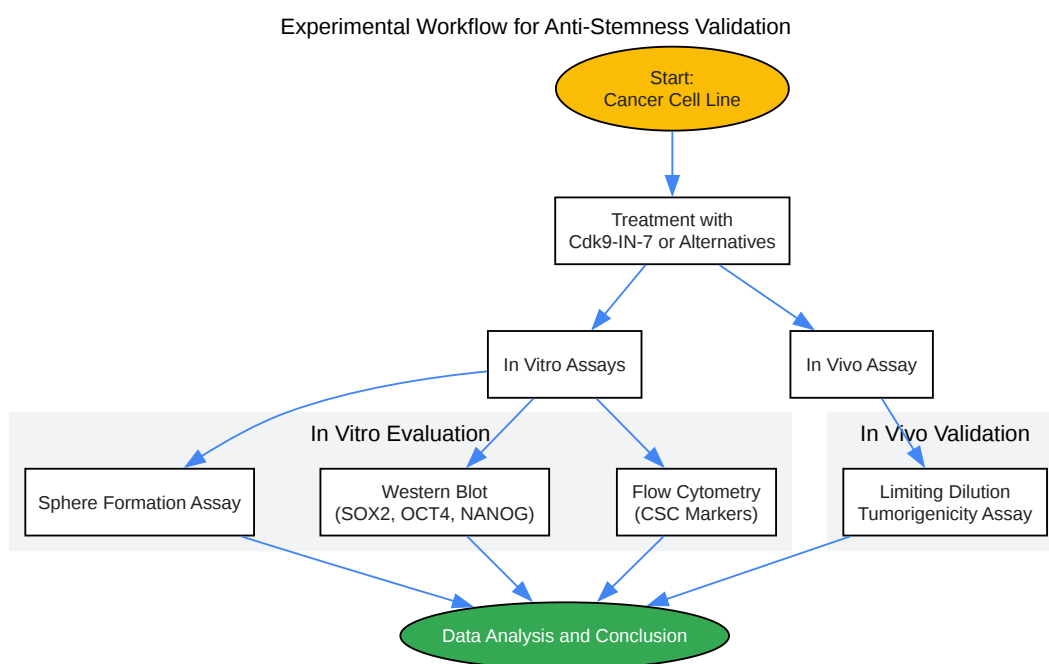 Experimental Workflow for Anti-Stemness Validation
Start:
Cancer Cell Line
Treatment with
Cdk9-IN-7 or Alternatives
In Vitro Assays
In Vivo Assay
In Vitro Evaluation
In Vivo Validation
Sphere Formation Assay
Western Blot
(SOX2, OCT4, NANOG)
Flow Cytometry
(CSC Markers)
Limiting Dilution
Tumorigenicity Assay
Data Analysis and Conclusion